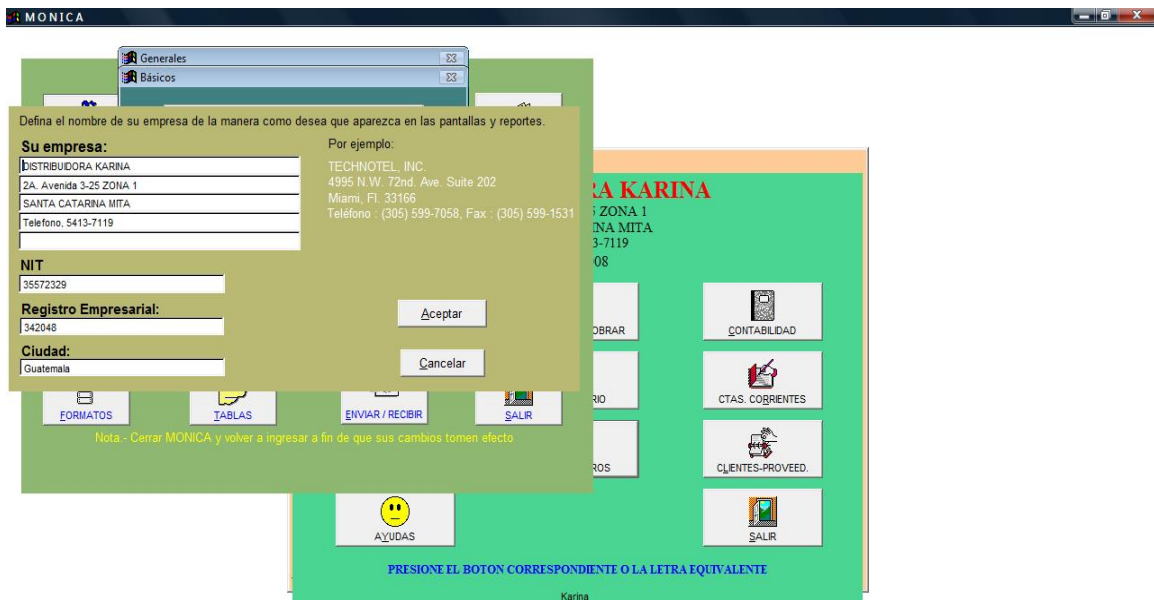 MONICA
Generales
Básicos
Defina el nombre de su empresa de la manera como desea que aparezca en las pantallas y reportes.
Su empresa:
DISTRIBUIDORA KARINA
2A. Avenida 3-25 ZONA 1
SANTA CATARINA MITA
Telefono, 5413-7119
Por ejemplo:
TECHNOTEL, INC.
4995 N.W. 72nd. Ave. Suite 202
Miami, Fl. 33166
Teléfono : (305) 599-7058, Fax : (305) 599-1531
NIT
35572329
Registro Empresarial:
342048
Ciudad:
Guatemala
Aceptar
Cancelar
RA KARINA
5 ZONA 1
INA MITA
3-7119
08
OBRAR
CONTABILIDAD
RIO
CTAS. CORRIENTES
ROS
CLIENTES-PROVEED.
FORMATOS
TABLAS
ENVIAR / RECIBIR
SALIR
Nota.- Cerrar MONICA y volver a ingresar a fin de que sus cambios tomen efecto
AYUDAS
SALIR
PRESIONE EL BOTON CORRESPONDIENTE O LA LETRA EQUIVALENTE
Karina